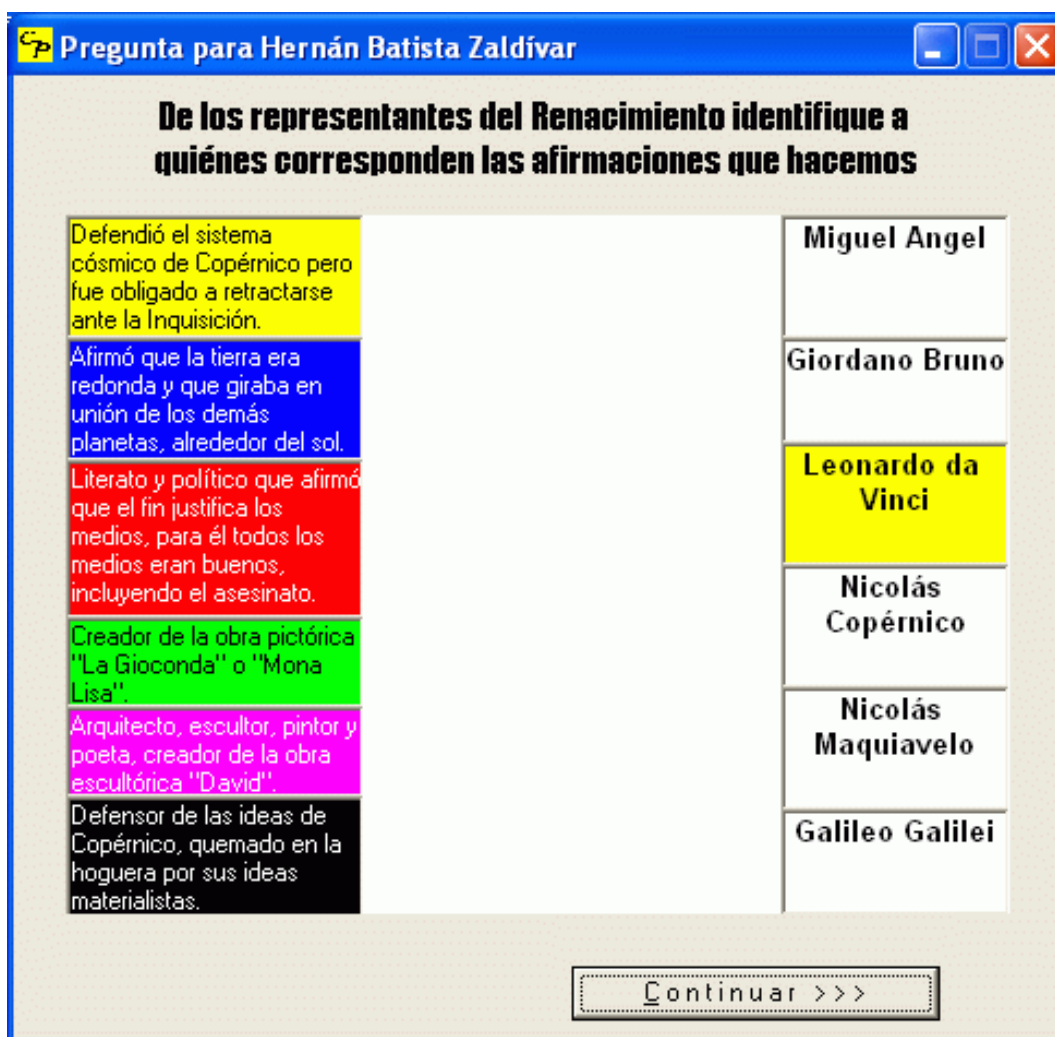 Pregunta para Hernán Batista Zaldívar
De los representantes del Renacimiento identifique a
quiénes corresponden las afirmaciones que hacemos
Defendió el sistema
cósmico de Copérnico pero
fue obligado a retractarse
ante la Inquisición.
Afirmó que la tierra era
redonda y que giraba en
unión de los demás
planetas, alrededor del sol.
Literato y político que afirmó
que el fin justifica los
medios, para él todos los
medios eran buenos,
incluyendo el asesinato.
Creador de la obra pictórica
"La Gioconda" o "Mona
Lisa".
Arquitecto, escultor, pintor y
poeta, creador de la obra
escultórica "David".
Defensor de las ideas de
Copérnico, quemado en la
hoguera por sus ideas
materialistas.
Miguel Angel
Giordano Bruno
Leonardo da
Vinci
Nicolás
Copérnico
Nicolás
Maquiavelo
Galileo Galilei
Continuar >>>